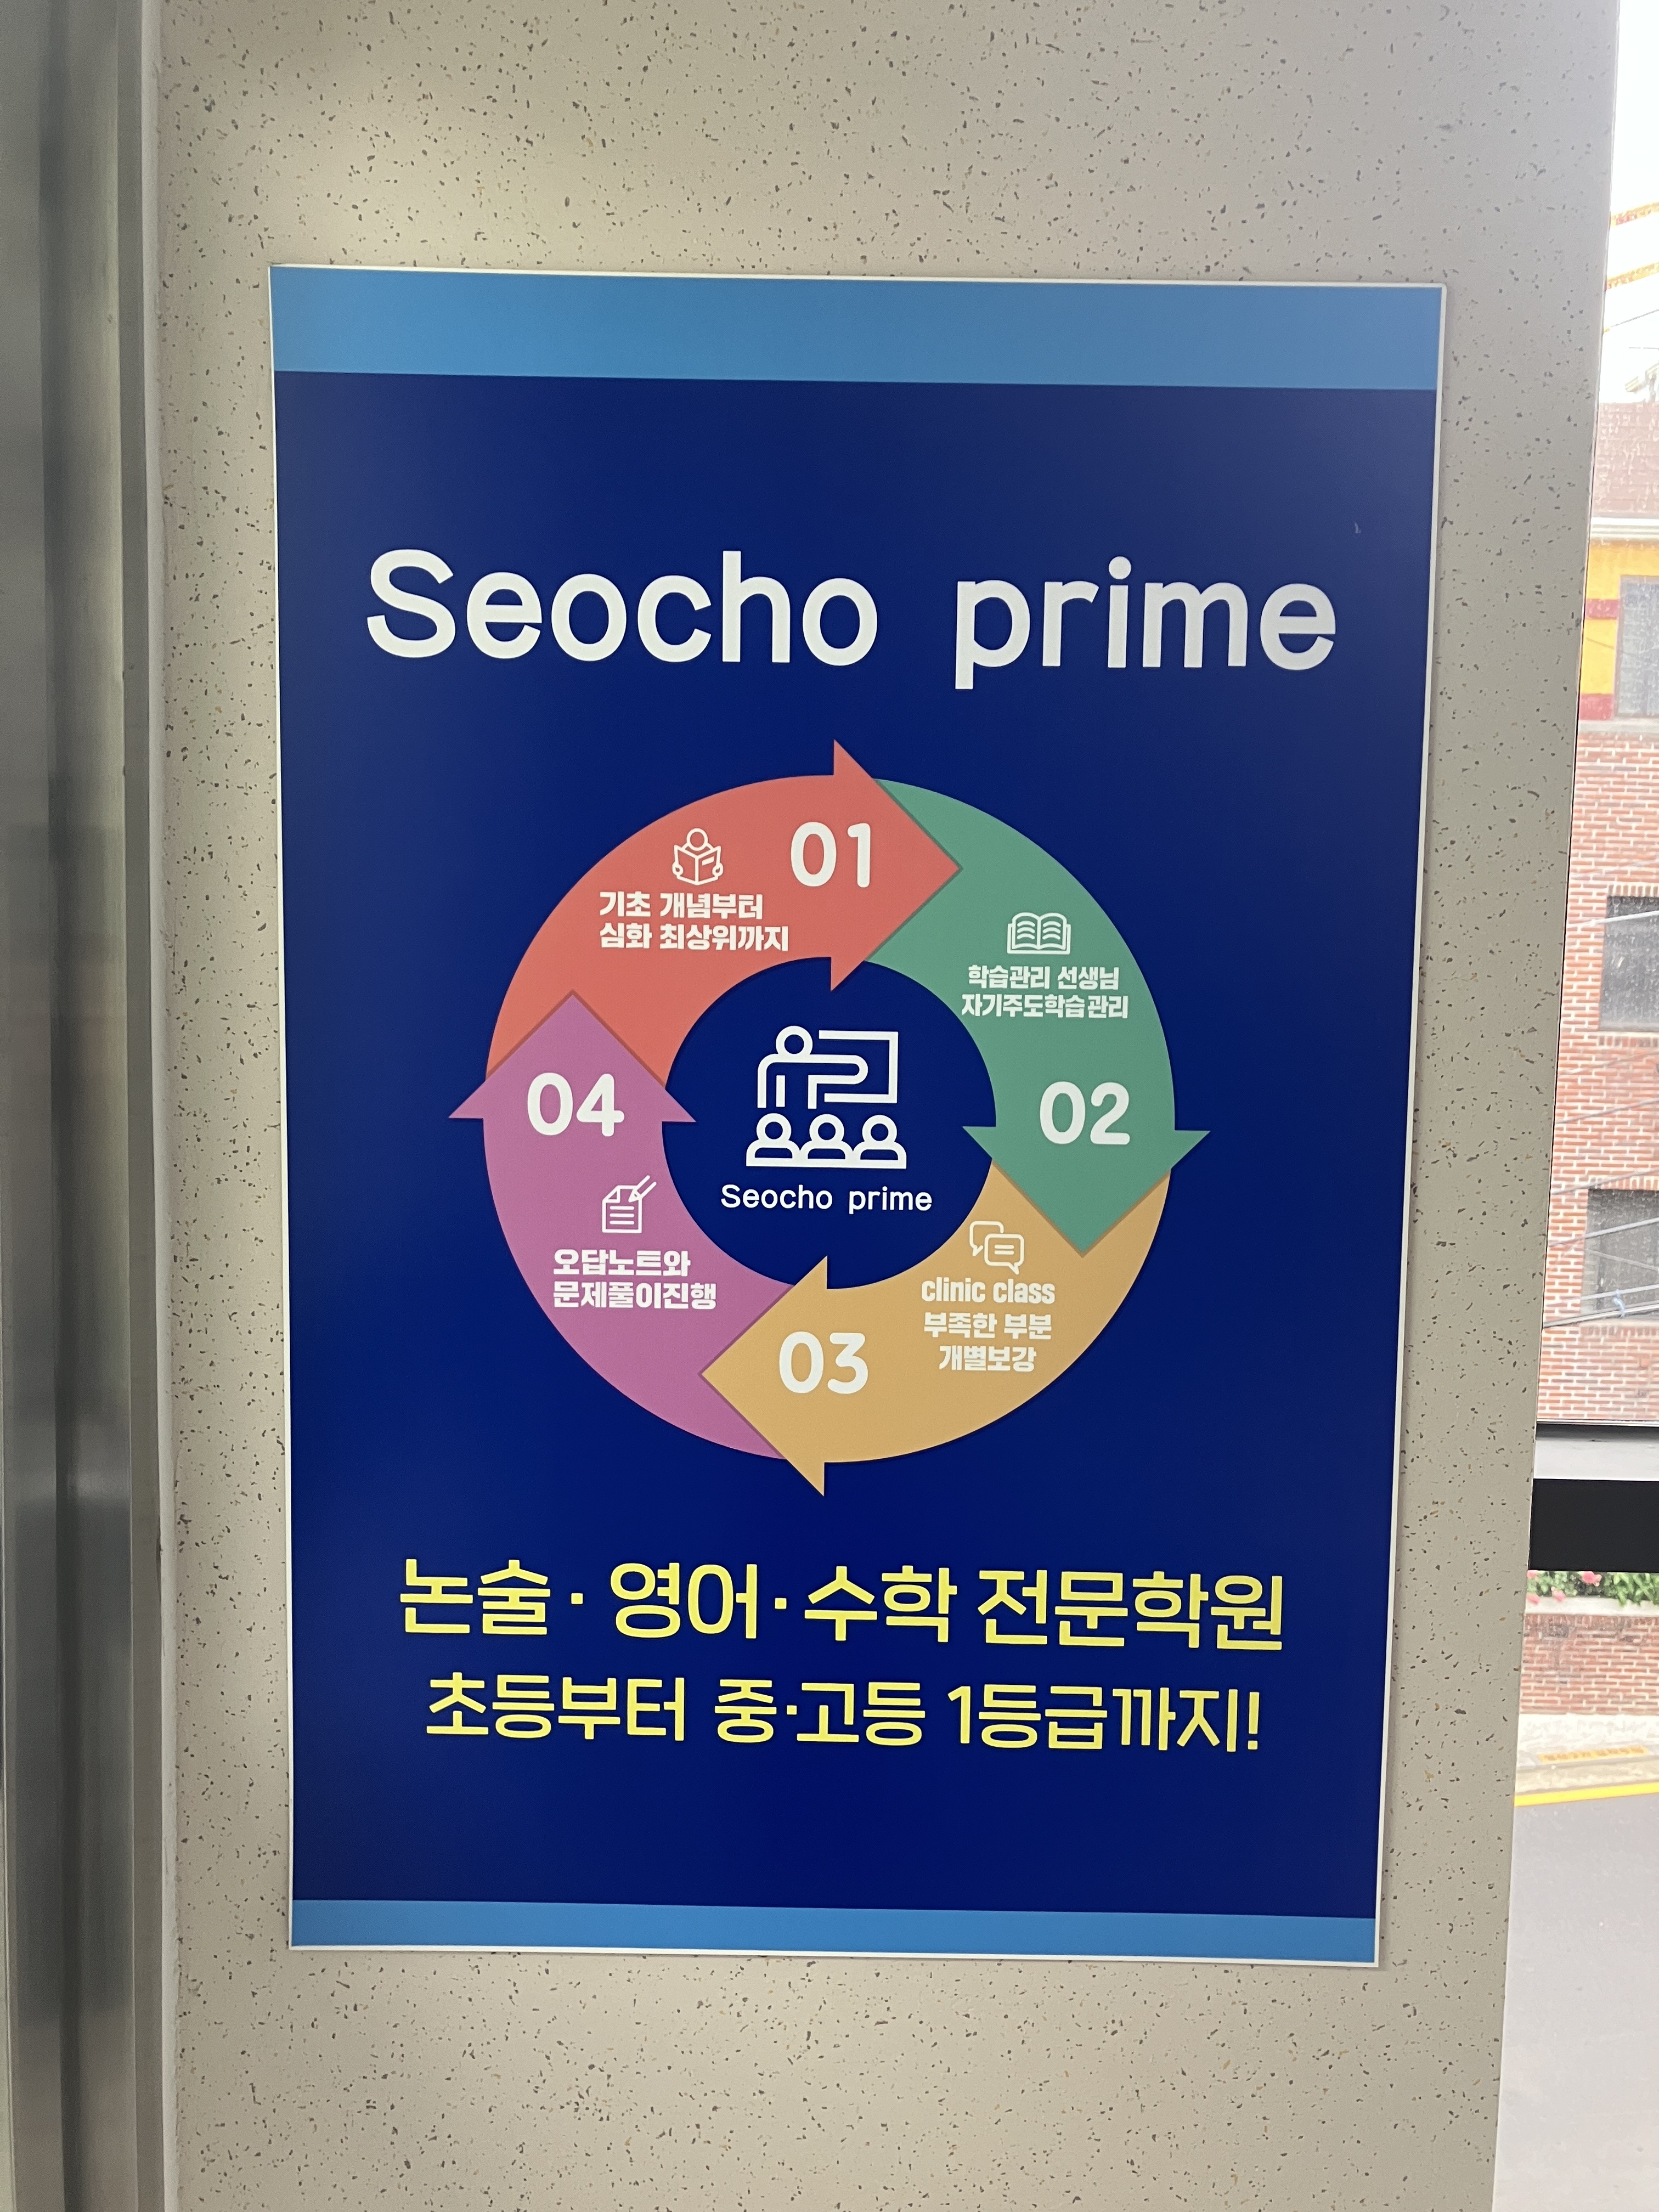 Seocho prime
01
기초 개념부터
심화 최상위까지
학습관리 선생님
자기주도학습관리
02
clinic class
부족한 부분
개별보강
03
04
오답노트와
문제풀이진행
Seocho prime
논술 · 영어 · 수학 전문학원
초등부터 중·고등 1등급까지!